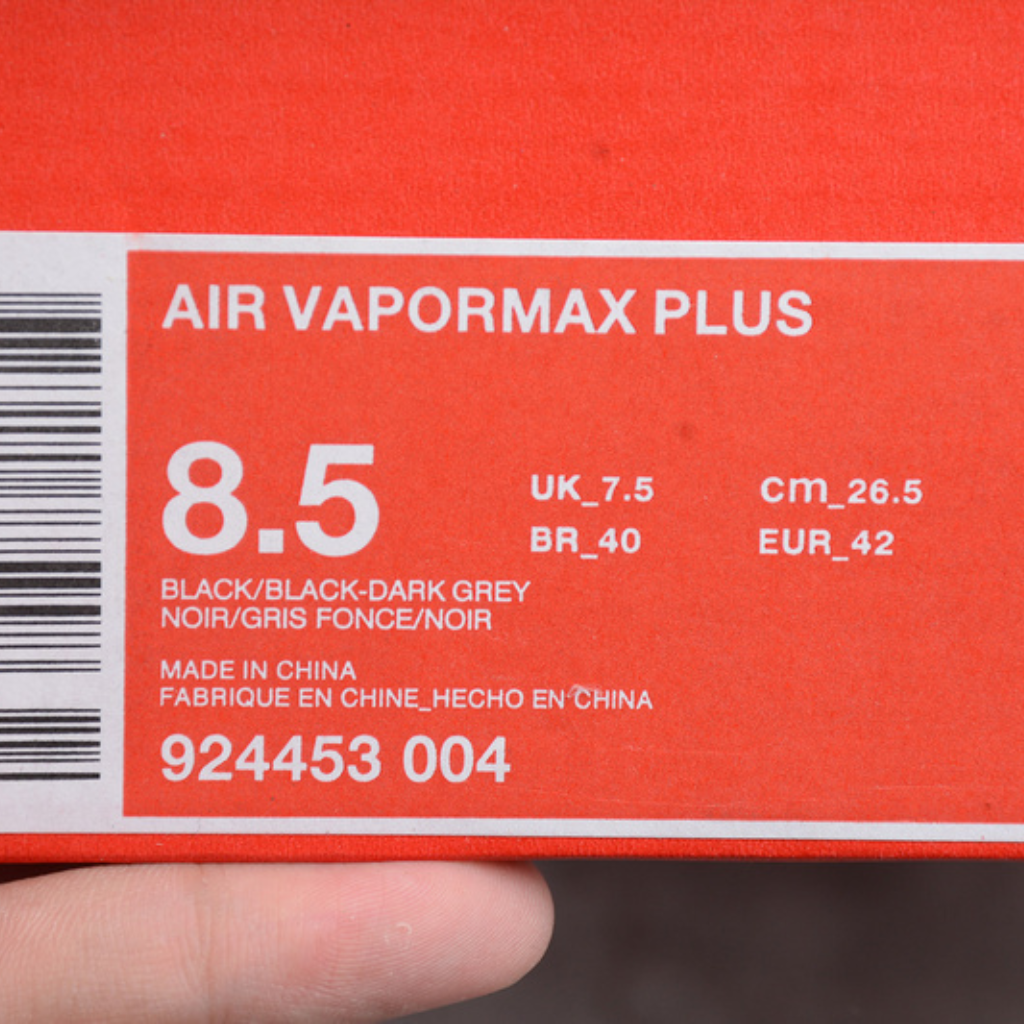 AIR VAPORMAX PLUS
8.5
UK_7.5 cm_26.5
BR_40 EUR_42
BLACK/BLACK-DARK GREY
NOIR/GRIS FONCE/NOIR
MADE IN CHINA
FABRIQUE EN CHINE_HECHO EN CHINA
924453 004